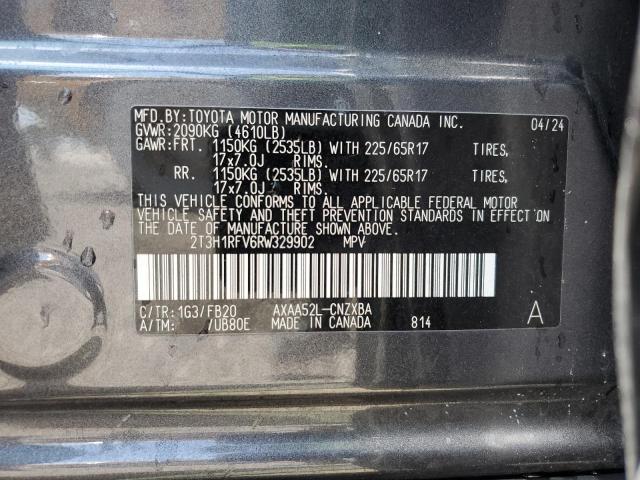 MFD.BY:TOYOTA MOTOR MANUFACTURING CANADA INC. 04/24
GVWR:2090KG (4610LB)
GAWR:FRT. 1150KG (2535LB) WITH 225/65R17 TIRES,
17x7.0J RIMS.
RR. 1150KG (2535LB) WITH 225/65R17 TIRES,
17x7.0J RIMS.
THIS VEHICLE CONFORMS TO ALL APPLICABLE FEDERAL MOTOR
VEHICLE SAFETY AND THEFT PREVENTION STANDARDS IN EFFECT ON
THE DATE OF MANUFACTURE SHOWN ABOVE.
2T3H1RFV6RW329902 MPV
C/TR:1G3/FB20 AXAA52L-CNZXBA
A/TM: /UB80E MADE IN CANADA 814 A